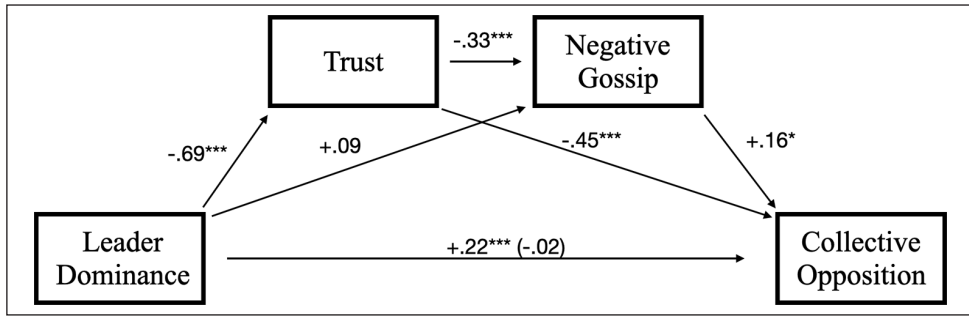 -.33***
Trust
Negative
Gossip
-.69***
+.09
-.45***
+.16*
Leader
Dominance
+.22*** (-.02)
Collective
Opposition